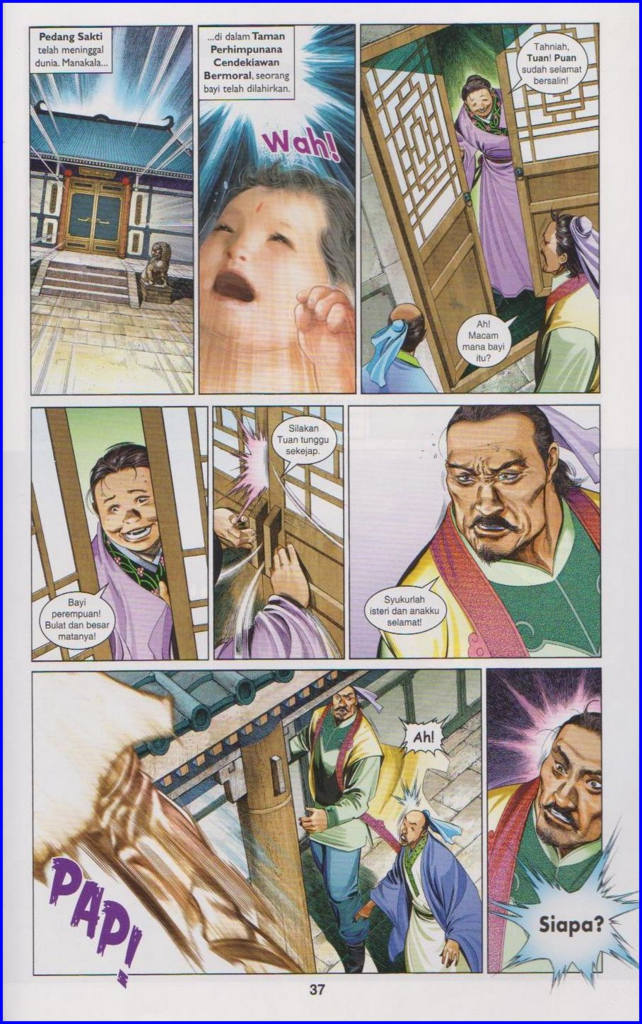 Pedang Sakti
telah meninggal
dunia. Manakala...
...di dalam Taman
Perhimpunana
Cendekiawan
Bermoral, seorang
bayi telah dilahirkan.
Wah!
Tahniah,
Tuan! Puan
sudah selamat
bersalin!
Ah!
Macam
mana bayi
itu?
Bayi
perempuan!
Bulat dan besar
matanya!
Silakan
Tuan tunggu
sekejap.
Syukurlah
isteri dan anakku
selamat!
Ah!
PAP!
Siapa?
37